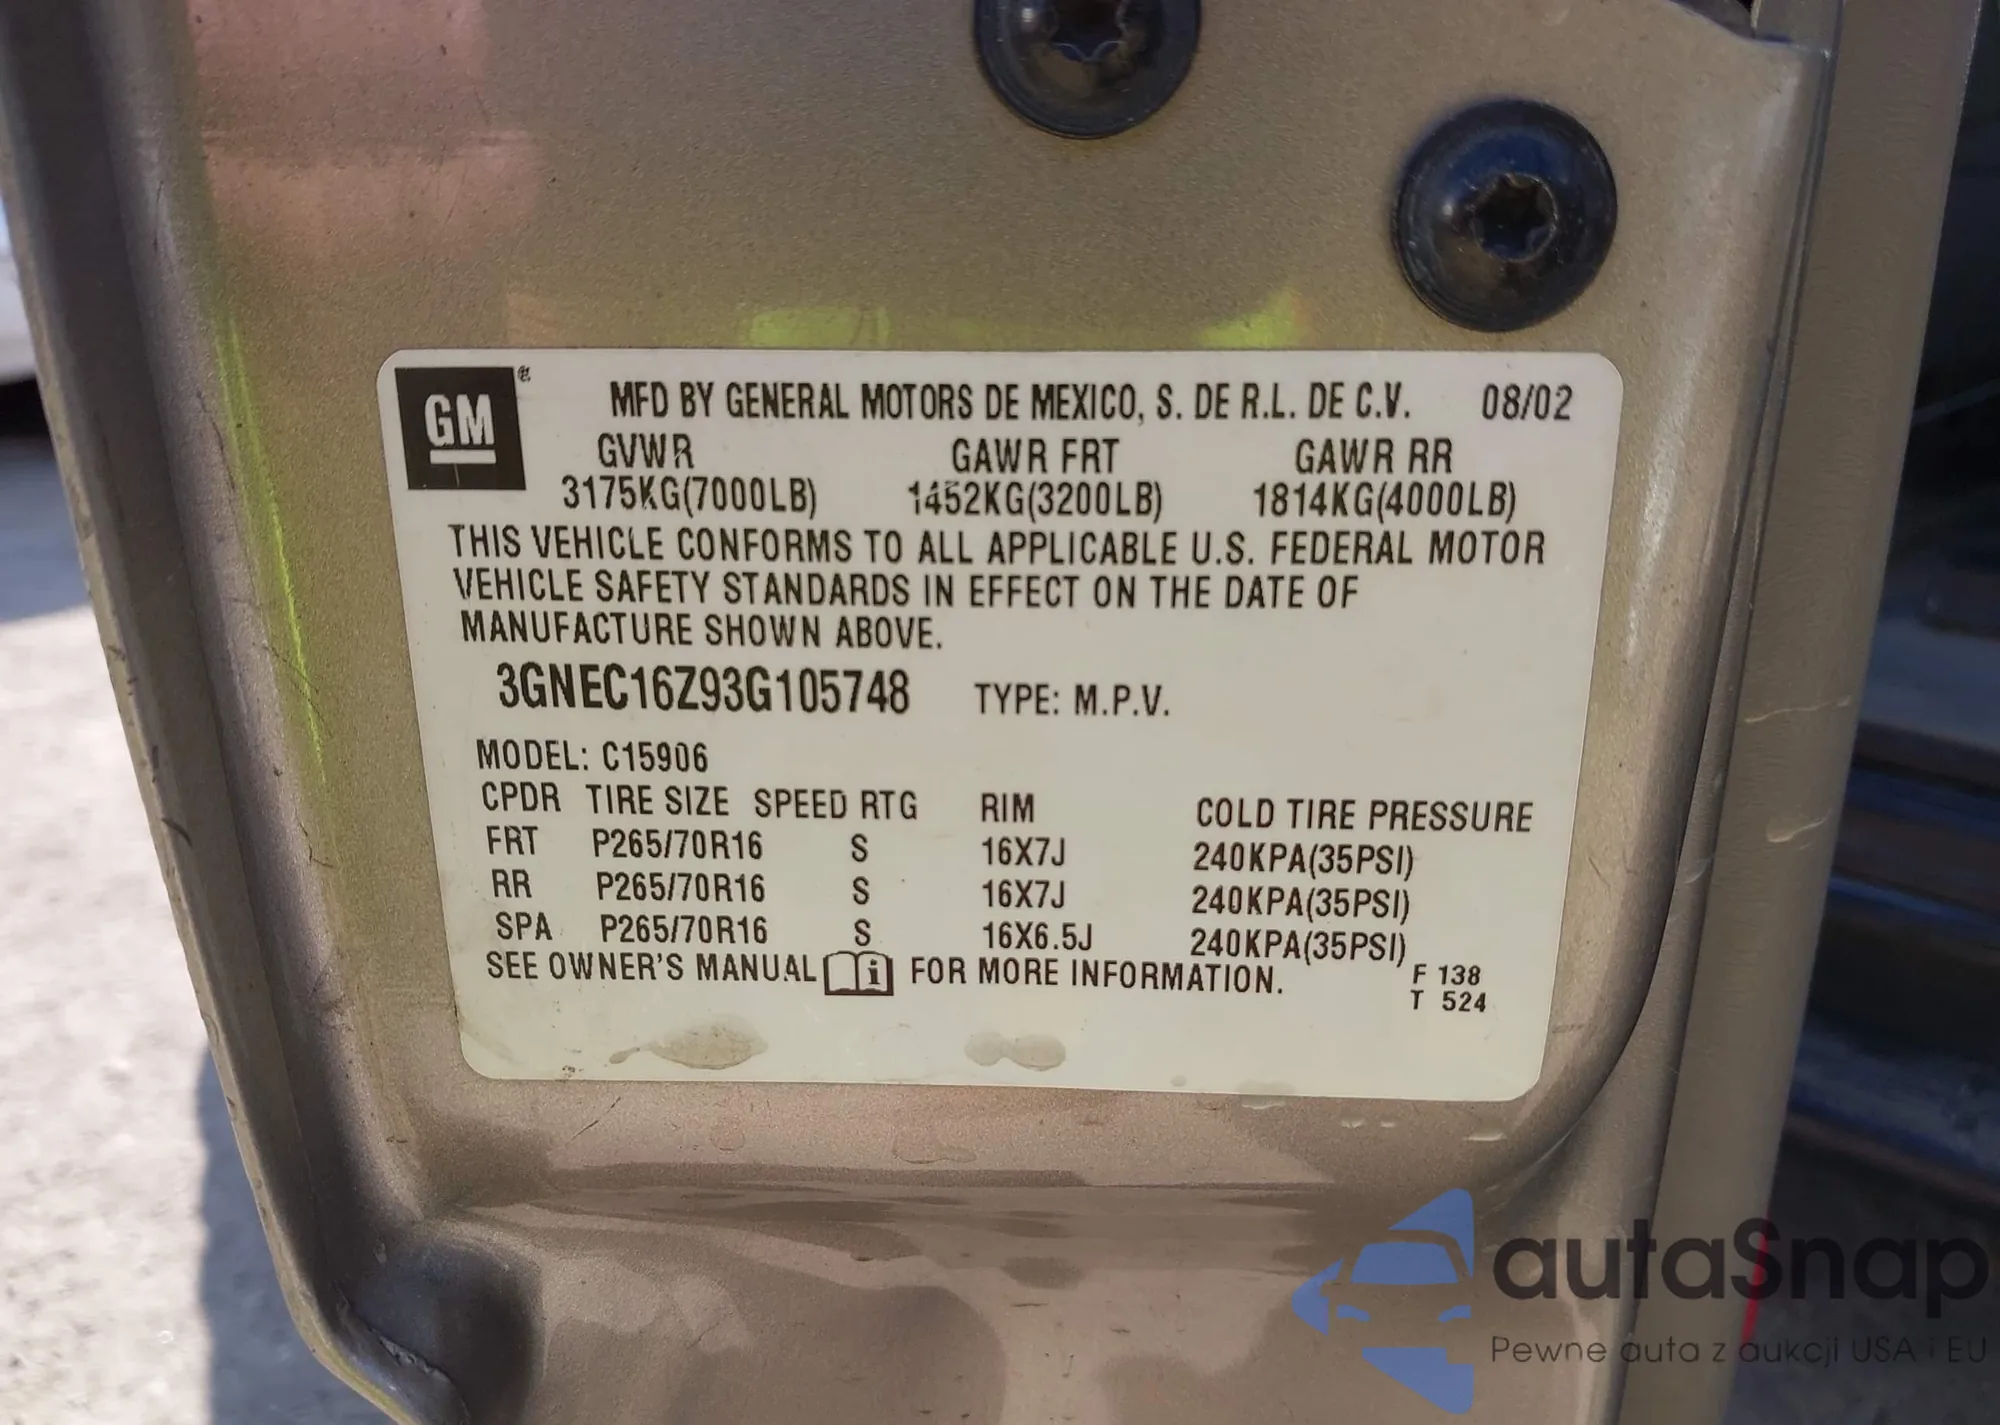 GM®
MFD BY GENERAL MOTORS DE MEXICO, S. DE R.L. DE C.V. 08/02
GVWR GAWR FRT GAWR RR
3175KG(7000LB) 1452KG(3200LB) 1814KG(4000LB)
THIS VEHICLE CONFORMS TO ALL APPLICABLE U.S. FEDERAL MOTOR
VEHICLE SAFETY STANDARDS IN EFFECT ON THE DATE OF
MANUFACTURE SHOWN ABOVE.
3GNEC16Z93G105748 TYPE: M.P.V.
MODEL: C15906
CPDR TIRE SIZE SPEED RTG RIM COLD TIRE PRESSURE
FRT P265/70R16 S 16X7J 240KPA(35PSI)
RR P265/70R16 S 16X7J 240KPA(35PSI)
SPA P265/70R16 S 16X6.5J 240KPA(35PSI)
SEE OWNER'S MANUAL i FOR MORE INFORMATION.
F 138
T 524
autaSnap
Pewne auta z aukcji USA i EU